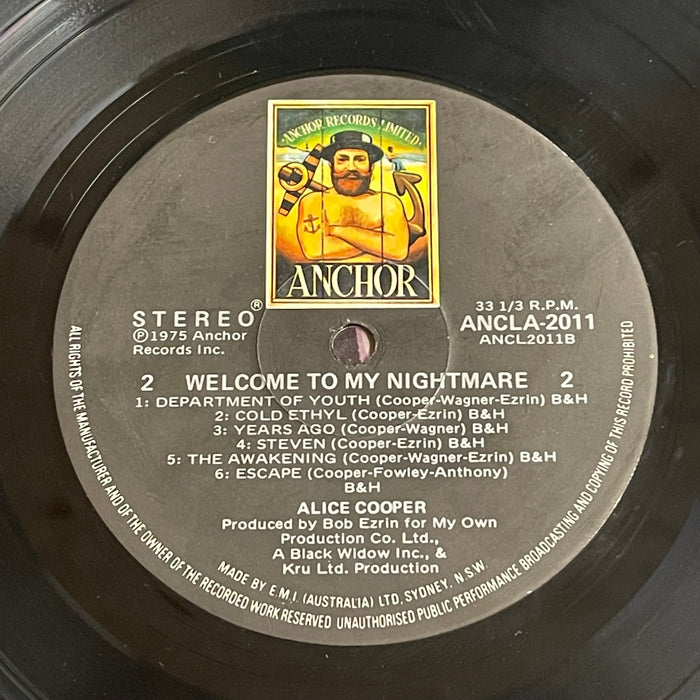 ANCHOR RECORDS LIMITED
ANCHOR
®
STEREO
Ⓟ1975 Anchor
Records Inc.
33 1/3 R.P.M.
ANCLA-2011
ANCL2011B
2 WELCOME TO MY NIGHTMARE 2
1: DEPARTMENT OF YOUTH (Cooper-Wagner-Ezrin) B&H
2: COLD ETHYL (Cooper-Ezrin) B&H
3: YEARS AGO (Cooper-Wagner) B&H
4: STEVEN (Cooper-Ezrin) B&H
5: THE AWAKENING (Cooper-Wagner-Ezrin) B&H
6: ESCAPE (Cooper-Fowley-Anthony)
B&H
ALICE COOPER
Produced by Bob Ezrin for My Own
Production Co. Ltd.,
A Black Widow Inc., &
Kru Ltd. Production
MADE BY E.M.I. (AUSTRALIA) LTD. SYDNEY, N.S.W.
ALL RIGHTS OF THE MANUFACTURER AND OF THE OWNER OF THE RECORDED WORK RESERVED UNAUTHORISED PUBLIC PERFORMANCE BROADCASTING AND COPYING OF THIS RECORD PROHIBITED